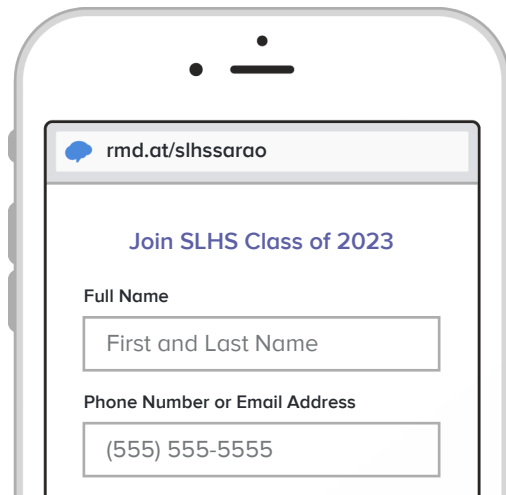 rmd.at/slhssarao
Join SLHS Class of 2023
Full Name
First and Last Name
Phone Number or Email Address
(555) 555-5555